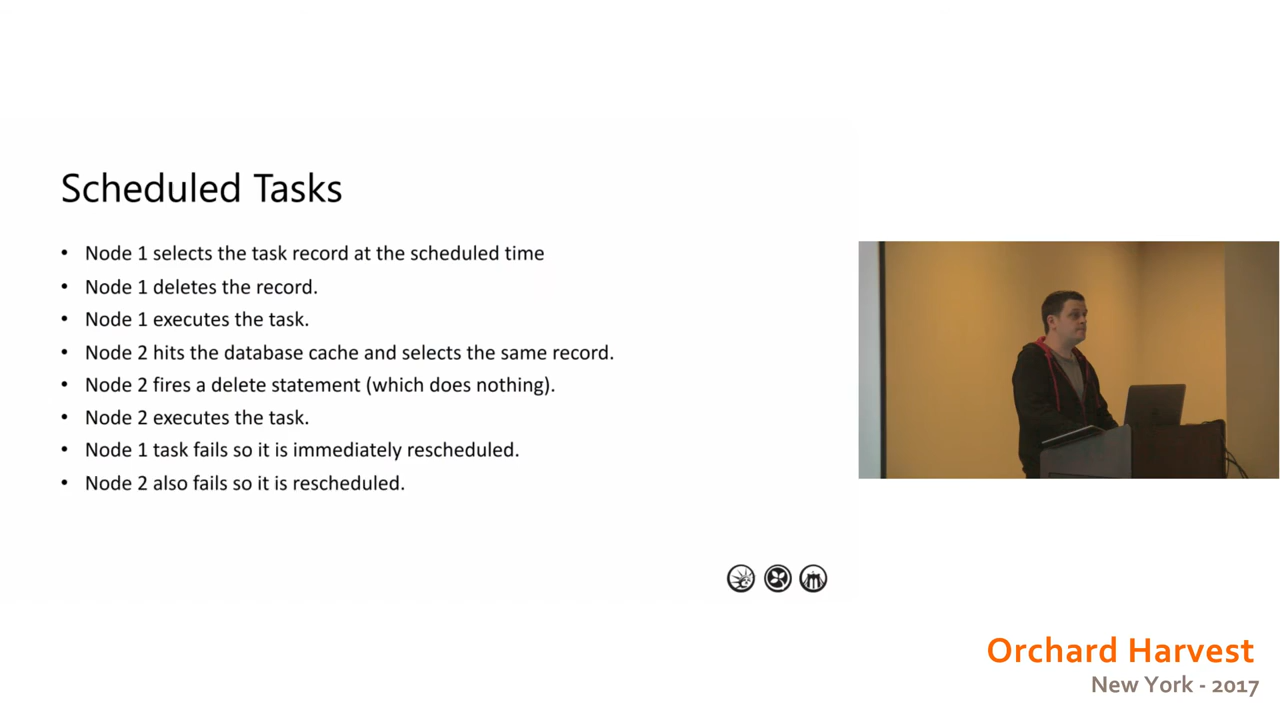 Scheduled Tasks
• Node 1 selects the task record at the scheduled time
• Node 1 deletes the record.
• Node 1 executes the task.
• Node 2 hits the database cache and selects the same record.
• Node 2 fires a delete statement (which does nothing).
• Node 2 executes the task.
• Node 1 task fails so it is immediately rescheduled.
• Node 2 also fails so it is rescheduled.
Orchard Harvest
New York - 2017